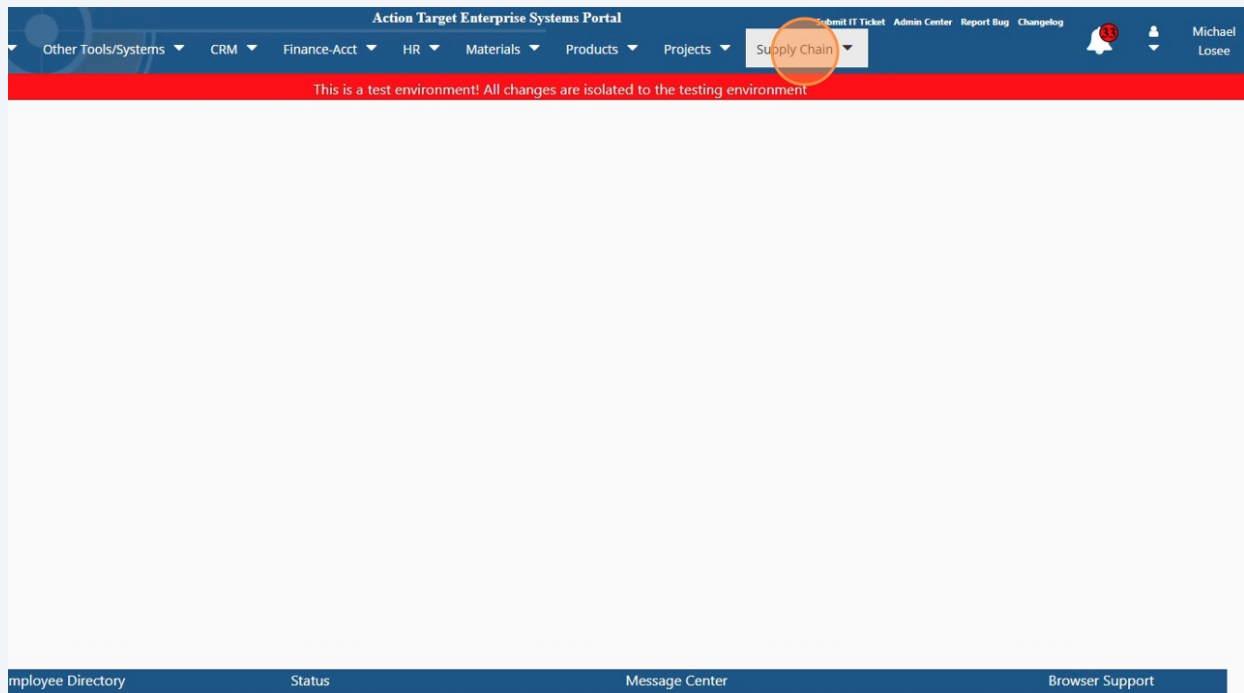 Action Target Enterprise Systems Portal
Submit IT Ticket Admin Center Report Bug Changelog
33
Michael
Losee
Other Tools/Systems CRM Finance-Acct HR Materials Products Projects Supply Chain
This is a test environment! All changes are isolated to the testing environment
mployee Directory Status Message Center Browser Support